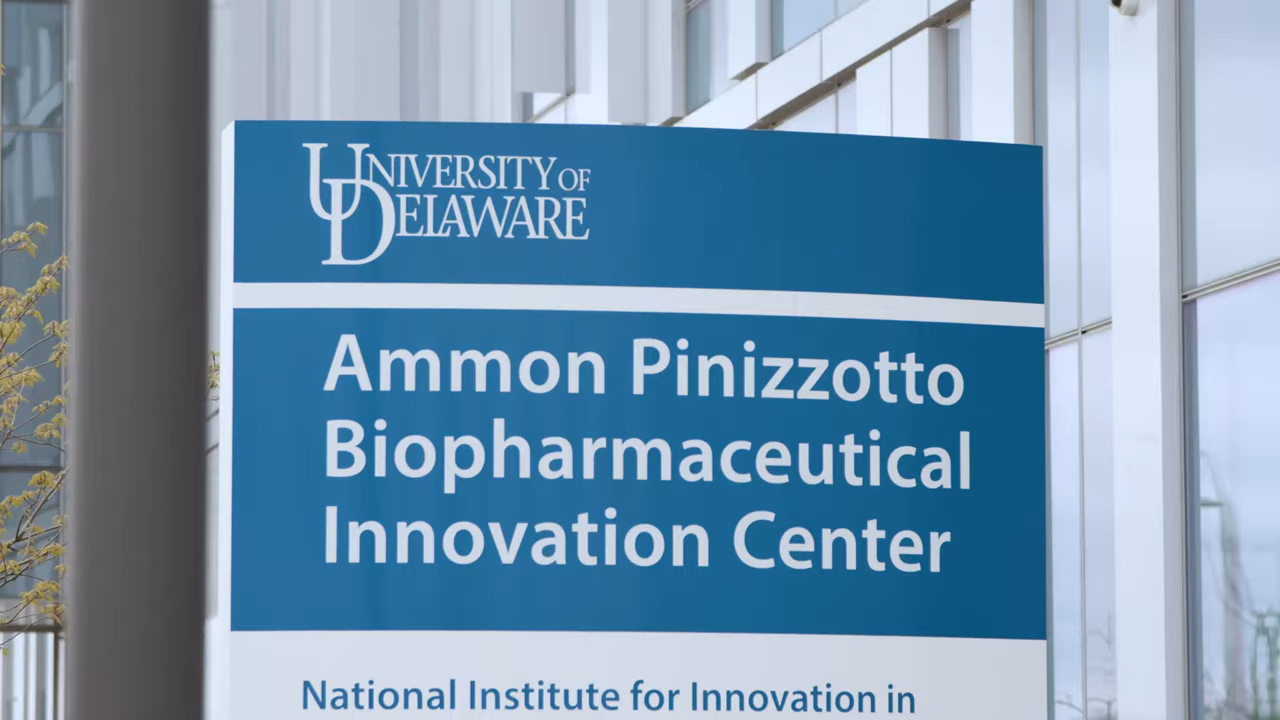 UNIVERSITY OF
DELAWARE
Ammon Pinizzotto
Biopharmaceutical
Innovation Center
National Institute for Innovation in